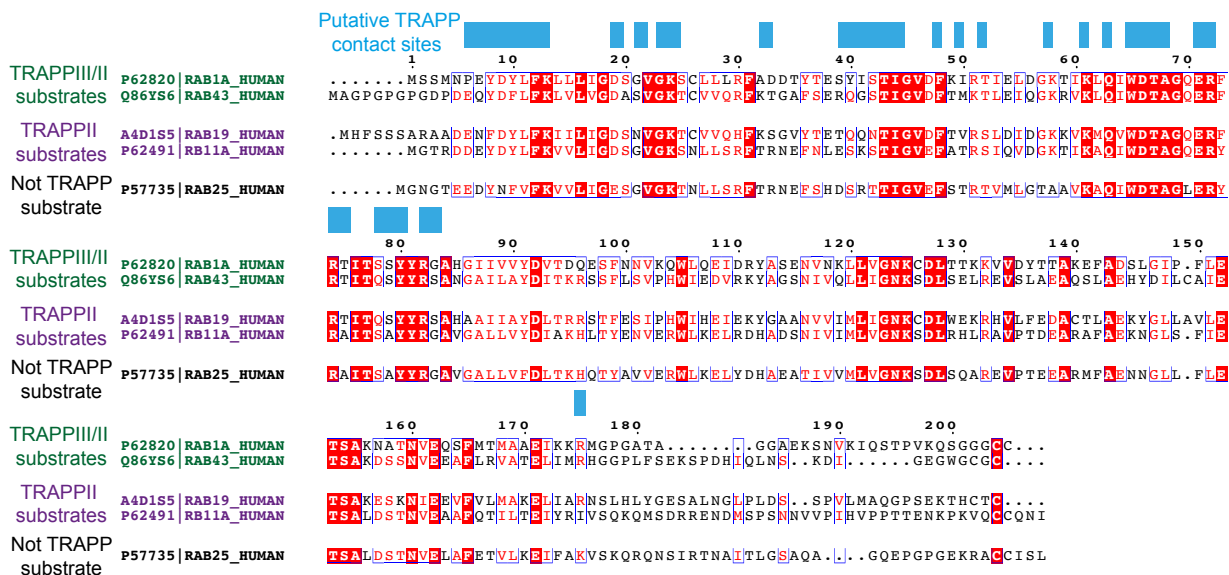 Putative TRAPP
contact sites
1 10 20 30 40 50 60 70
TRAPPIII/II
substrates
P62820|RAB1A_HUMAN .......MSSMNPEYDYLFKLLLIGDSGVGKSCLLLRFADDTYTESYISTIGVDFKIRTIELDGKTIKLQIWDTAGQERF
Q86YS6|RAB43_HUMAN MAGPGPGPGDPDEQYDFLFKLVLVGDASVGKTCVVQRFKTGAFSERQGSTIGVDFTMKTLEIQGKRVKLQIWDTAGQERF
TRAPPII
substrates
A4D1S5|RAB19_HUMAN .MHFSSSARAADENFDYLFKIILIGDSNVGKTCVVQHFKSGVYTETQQNTIGVDFTVRSLDIDGKKVKMQVWDTAGQERF
P62491|RB11A_HUMAN .......MGTRDDEYDYLFKVVLIGDSGVGKSNLLSRFTRNEFNLESKSTIGVEFATRSIQVDGKTIKAQIWDTAGQERY
Not TRAPP
substrate
P57735|RAB25_HUMAN ......MGNGTEEDYNFVFKVVLIGESGVGKTNLLSRFTRNEFSHDSRTTIGVEFSTRTVMLGTAAVKAQIWDTAGLERY
80 90 100 110 120 130 140 150
TRAPPIII/II
substrates
P62820|RAB1A_HUMAN RTITSSYYRGAHGIIVVYDVTDQESFNNVKQWLQEIDRYASENVNKLLVGNKCDLTTKKVVDYTTAKEFADSLGIP.FLE
Q86YS6|RAB43_HUMAN RTITQSYYRSANGAILAYDITKRSSFLSVPHWIEDVRKYAGSNIVQLLIGNKSDLSELREVSLAEAQSLAEHYDILCAIE
TRAPPII
substrates
A4D1S5|RAB19_HUMAN RTITQSYYRSAHAAIIAYDLTRRSTFESIPHWIHEIEKYGAANVVIMLIGNKCDLWEKRHVLFEDACTLAEKYGLLAVLE
P62491|RB11A_HUMAN RAITSAYYRGAVGALLVYDIAKHLTYENVERWLKELRDHADSNIVIMLVGNKSDLRHLRAVPTDEARAFAEKNGLS.FIE
Not TRAPP
substrate
P57735|RAB25_HUMAN RAITSAYYRGAVGALLVFDLTKHQTYAVVERWLKELYDHAEATIVVMLVGNKSDLSQAREVPTEEARMFAENNGLL.FLE
160 170 180 190 200
TRAPPIII/II
substrates
P62820|RAB1A_HUMAN TSAKNATNVEQSFMTMAAEIKKRMGPGATA.......GGAEKSNVKIQSTPVKQSGGGCC...
Q86YS6|RAB43_HUMAN TSAKDSSNVEEAFLRVATELIMRHGGPLFSEKSPDHIQLNS..KDI......GEGWGCGC....
TRAPPII
substrates
A4D1S5|RAB19_HUMAN TSAKESKNIEEVFVLMAKELIARNSLHLYGESALNGLPLDS..SPVLMAQGPSEKTHCTC....
P62491|RB11A_HUMAN TSALDSTNVEAAFQTILTEIYRIVSQKQMSDRRENDMSPSNNVVPIHVPPTTENKPKVQCCQNI
Not TRAPP
substrate
P57735|RAB25_HUMAN TSALDSTNVELAFETVLKEIFAKVSKQRQNSIRTNAITLGSAQA...GQEPGPGEKRACCISL